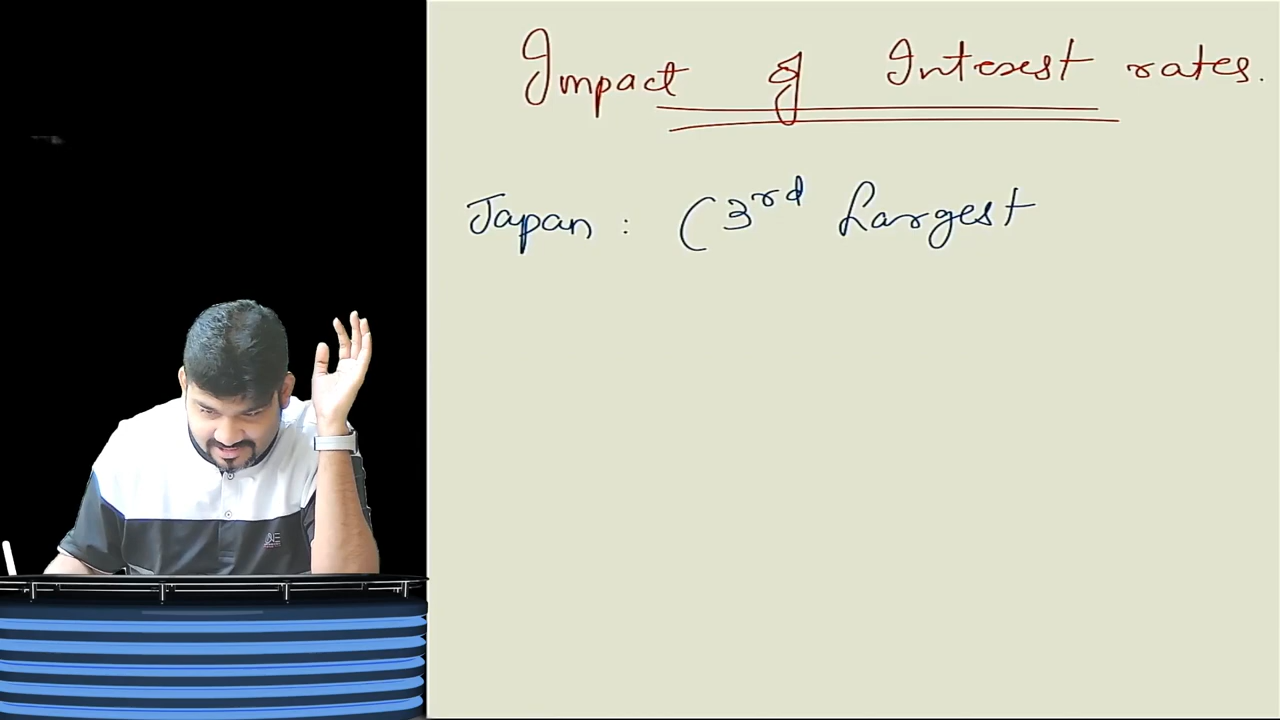 Impact of Interest rates.
Japan : (3rd Largest